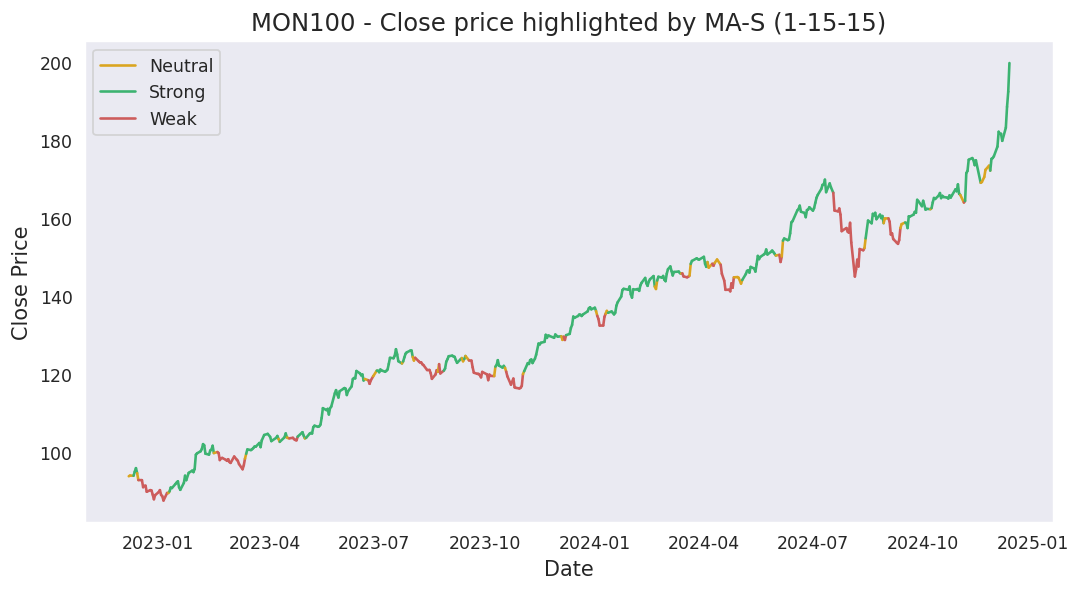 MON100 - Close price highlighted by MA-S (1-15-15)
Neutral
Strong
Weak
200
180
160
140
120
100
Close Price
2023-01 2023-04 2023-07 2023-10 2024-01 2024-04 2024-07 2024-10 2025-01
Date